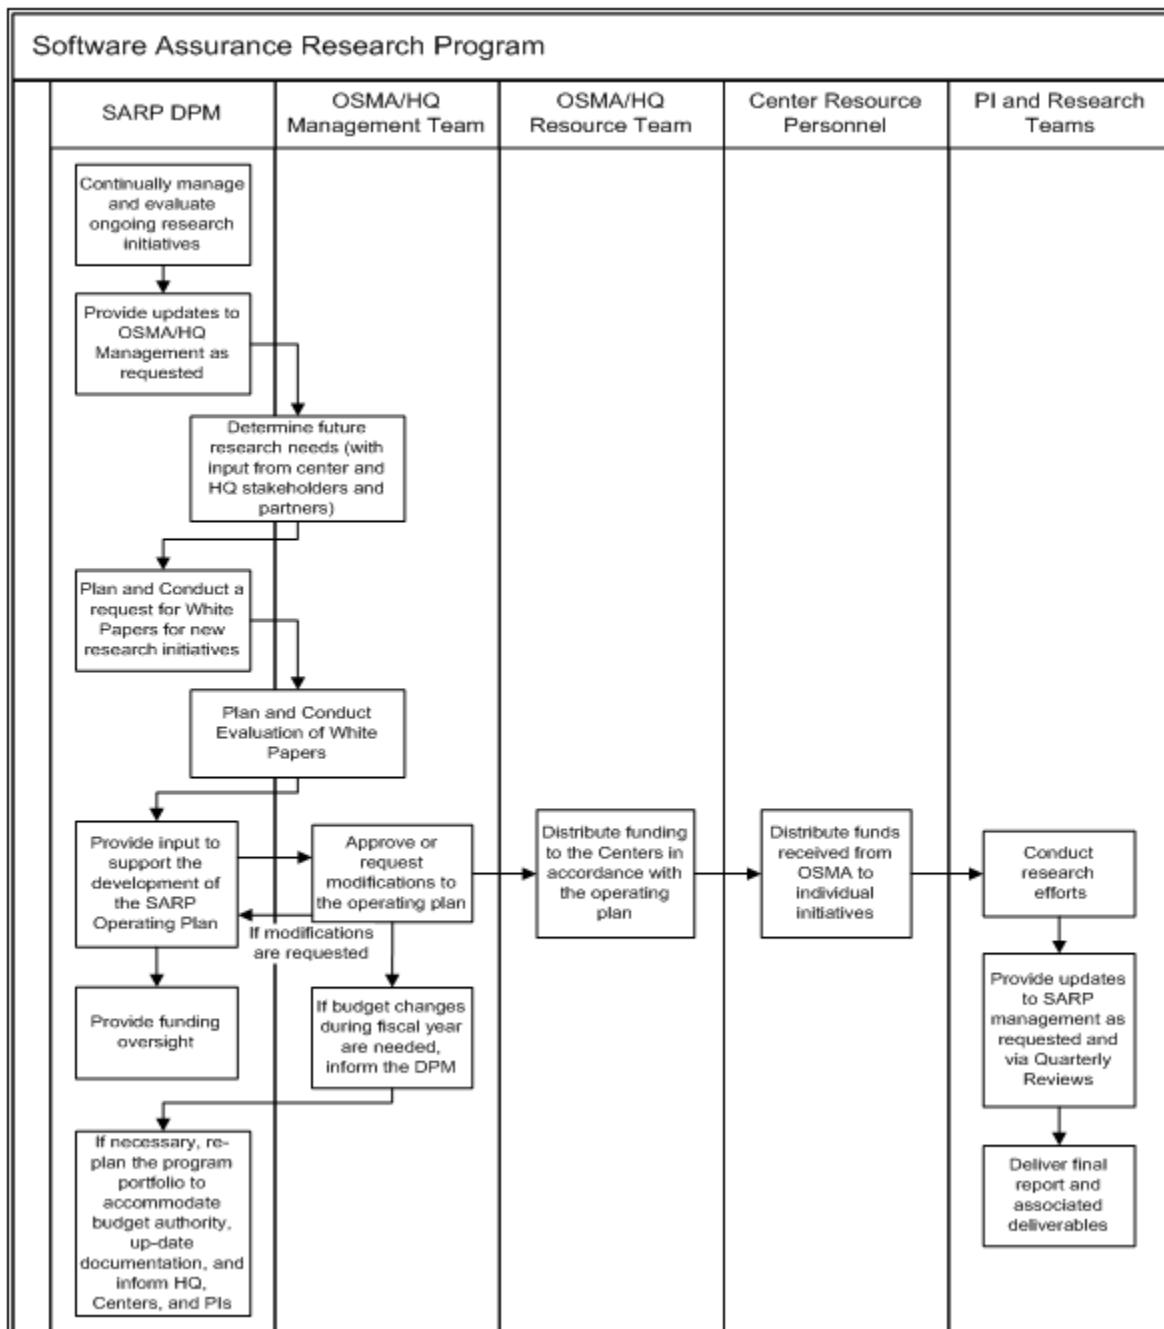 Software Assurance Research Program
SARP DPM
OSMA/HQ
Management Team
OSMA/HQ
Resource Team
Center Resource
Personnel
PI and Research
Teams
Continually manage
and evaluate
ongoing research
initiatives
Provide updates to
OSMA/HQ
Management as
requested
Determine future
research needs (with
input from center and
HQ stakeholders and
partners)
Plan and Conduct a
request for White
Papers for new
research initiatives
Plan and Conduct
Evaluation of White
Papers
Provide input to
support the
development of
the SARP
Operating Plan
Approve or
request
modifications to
the operating plan
If modifications
are requested
Distribute funding
to the Centers in
accordance with
the operating
plan
Distribute funds
received from
OSMA to
individual
initiatives
Conduct
research
efforts
Provide funding
oversight
If budget changes
during fiscal year
are needed,
inform the DPM
Provide updates
to SARP
management as
requested and
via Quarterly
Reviews
If necessary, re-
plan the program
portfolio to
accommodate
budget authority,
up-date
documentation, and
inform HQ,
Centers, and PIs
Deliver final
report and
associated
deliverables